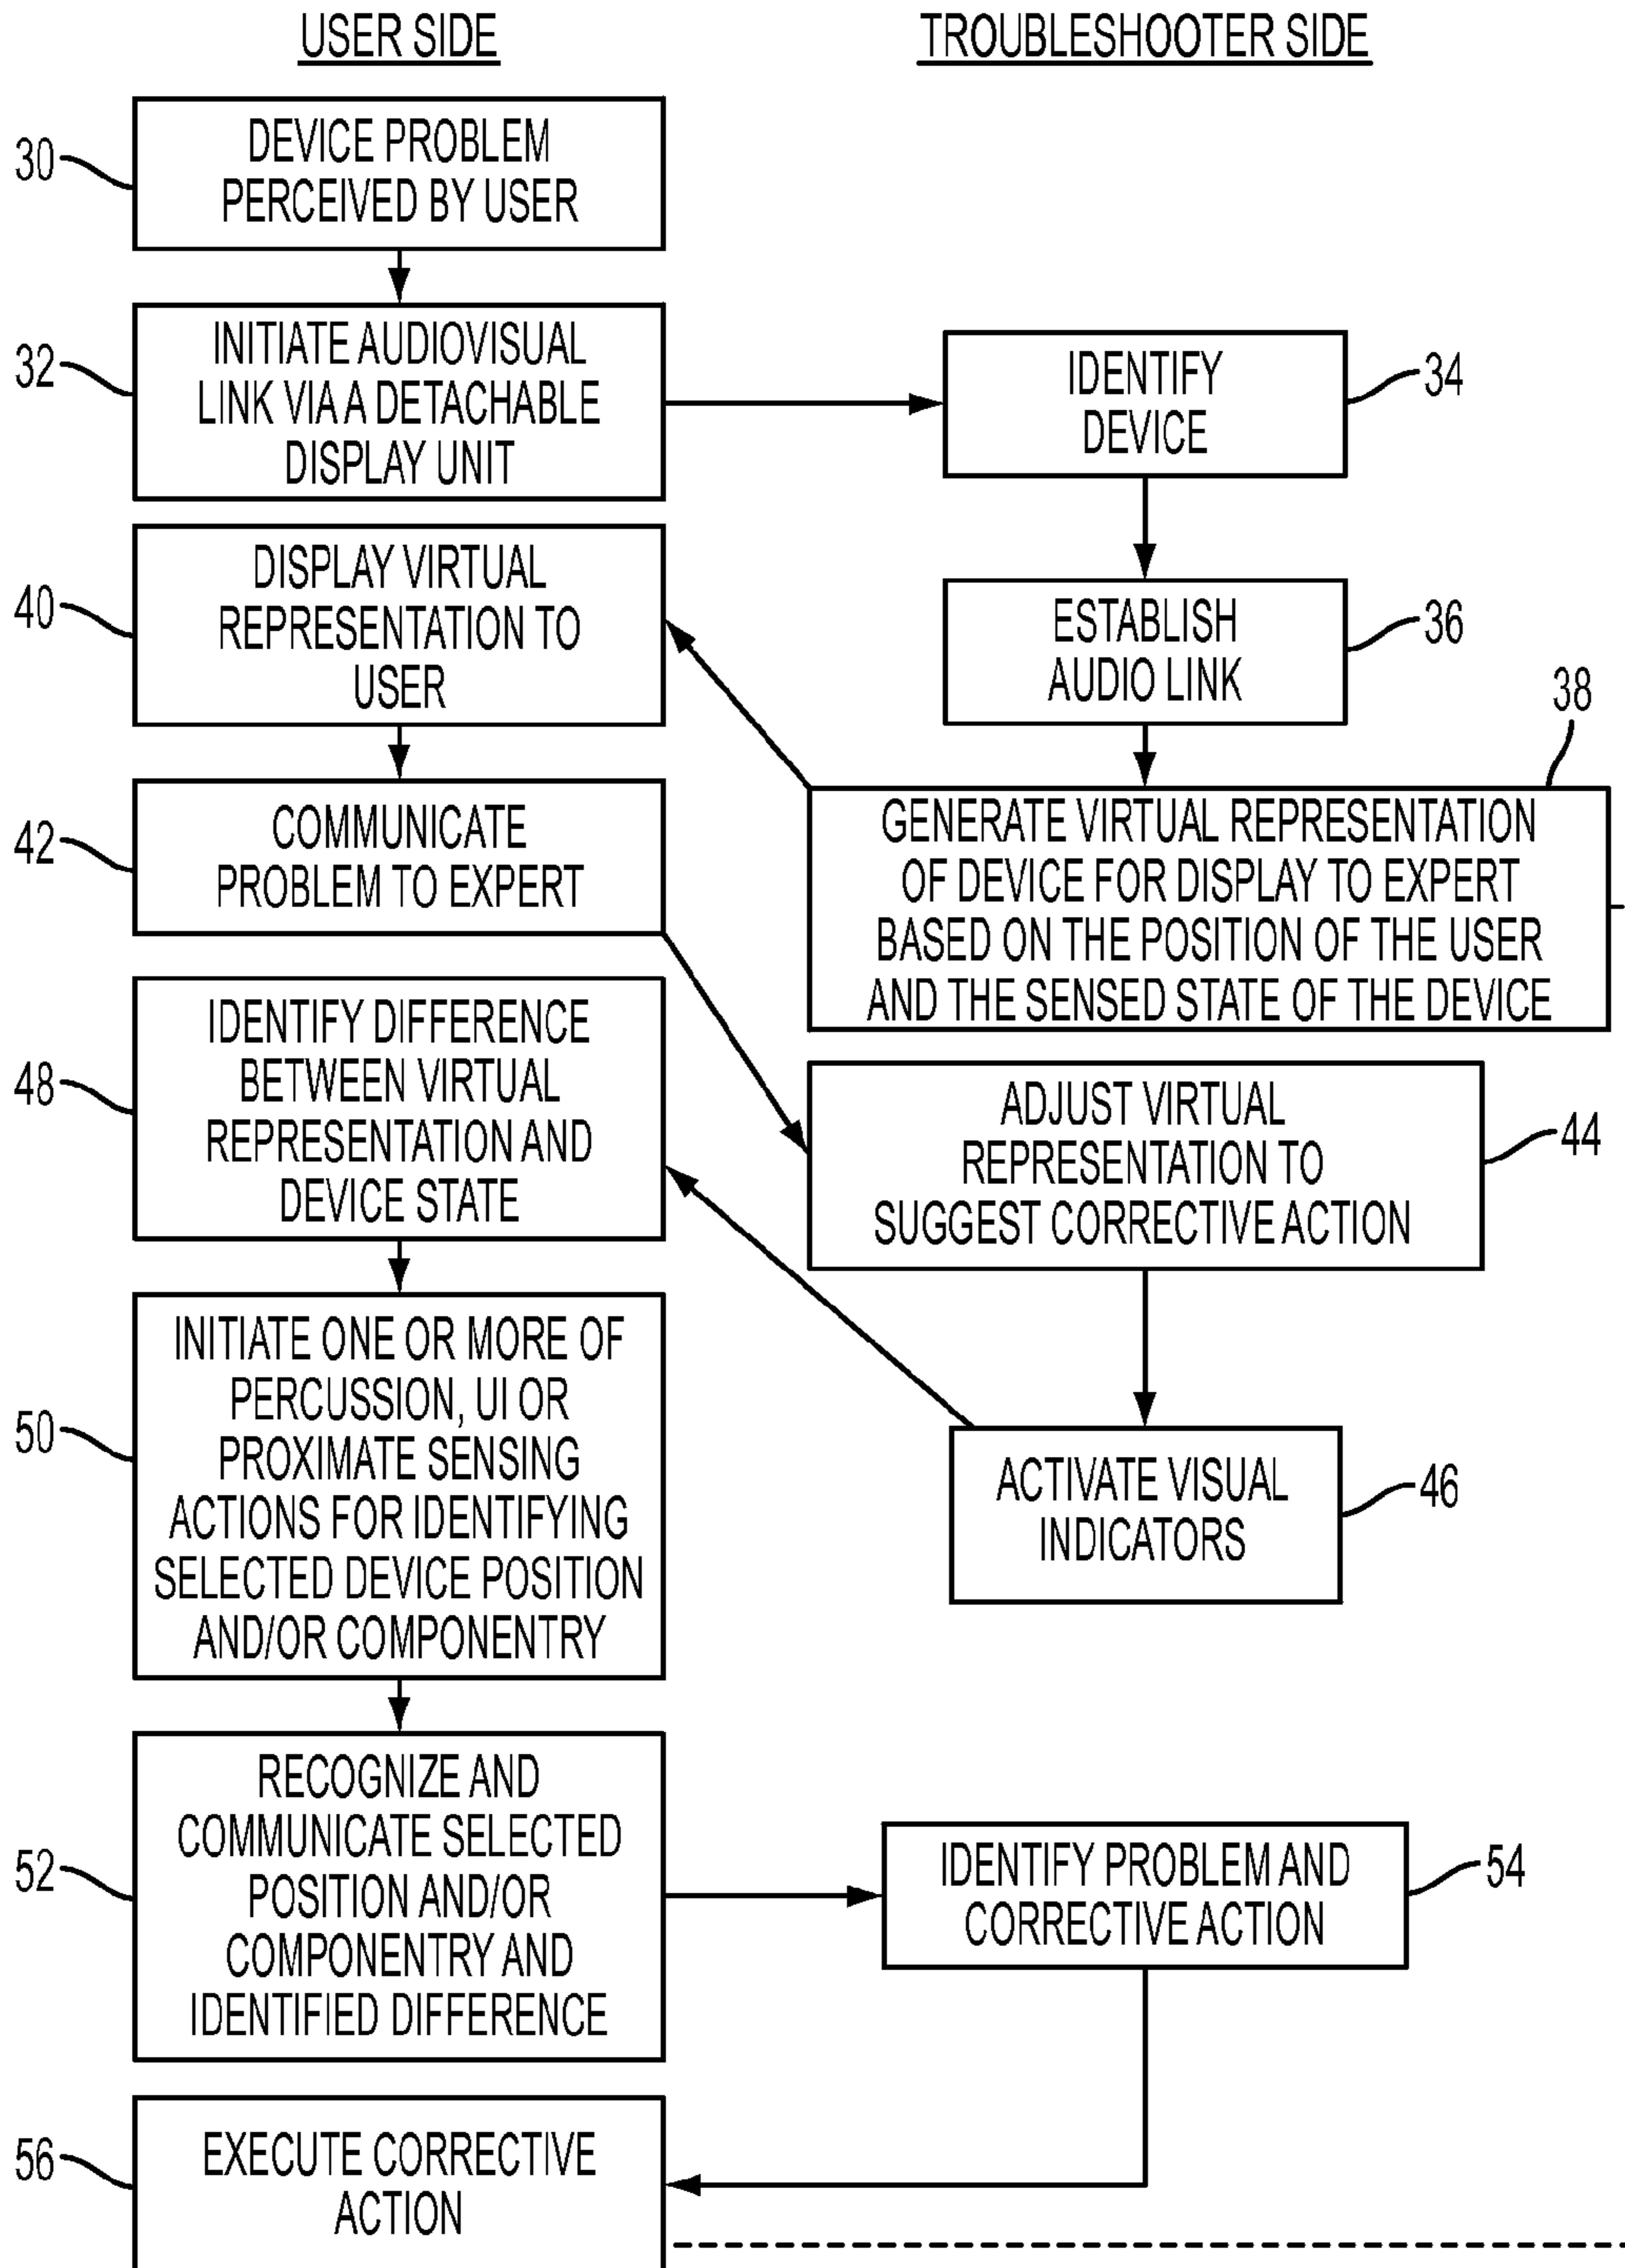 USER SIDE
TROUBLESHOOTER SIDE
30
DEVICE PROBLEM
PERCEIVED BY USER
32
INITIATE AUDIOVISUAL
LINK VIA A DETACHABLE
DISPLAY UNIT
IDENTIFY
DEVICE
34
ESTABLISH
AUDIO LINK
36
38
GENERATE VIRTUAL REPRESENTATION
OF DEVICE FOR DISPLAY TO EXPERT
BASED ON THE POSITION OF THE USER
AND THE SENSED STATE OF THE DEVICE
40
DISPLAY VIRTUAL
REPRESENTATION TO
USER
42
COMMUNICATE
PROBLEM TO EXPERT
ADJUST VIRTUAL
REPRESENTATION TO
SUGGEST CORRECTIVE ACTION
44
ACTIVATE VISUAL
INDICATORS
46
48
IDENTIFY DIFFERENCE
BETWEEN VIRTUAL
REPRESENTATION AND
DEVICE STATE
50
INITIATE ONE OR MORE OF
PERCUSSION, UI OR
PROXIMATE SENSING
ACTIONS FOR IDENTIFYING
SELECTED DEVICE POSITION
AND/OR COMPONENTRY
52
RECOGNIZE AND
COMMUNICATE SELECTED
POSITION AND/OR
COMPONENTRY AND
IDENTIFIED DIFFERENCE
IDENTIFY PROBLEM AND
CORRECTIVE ACTION
54
56
EXECUTE CORRECTIVE
ACTION